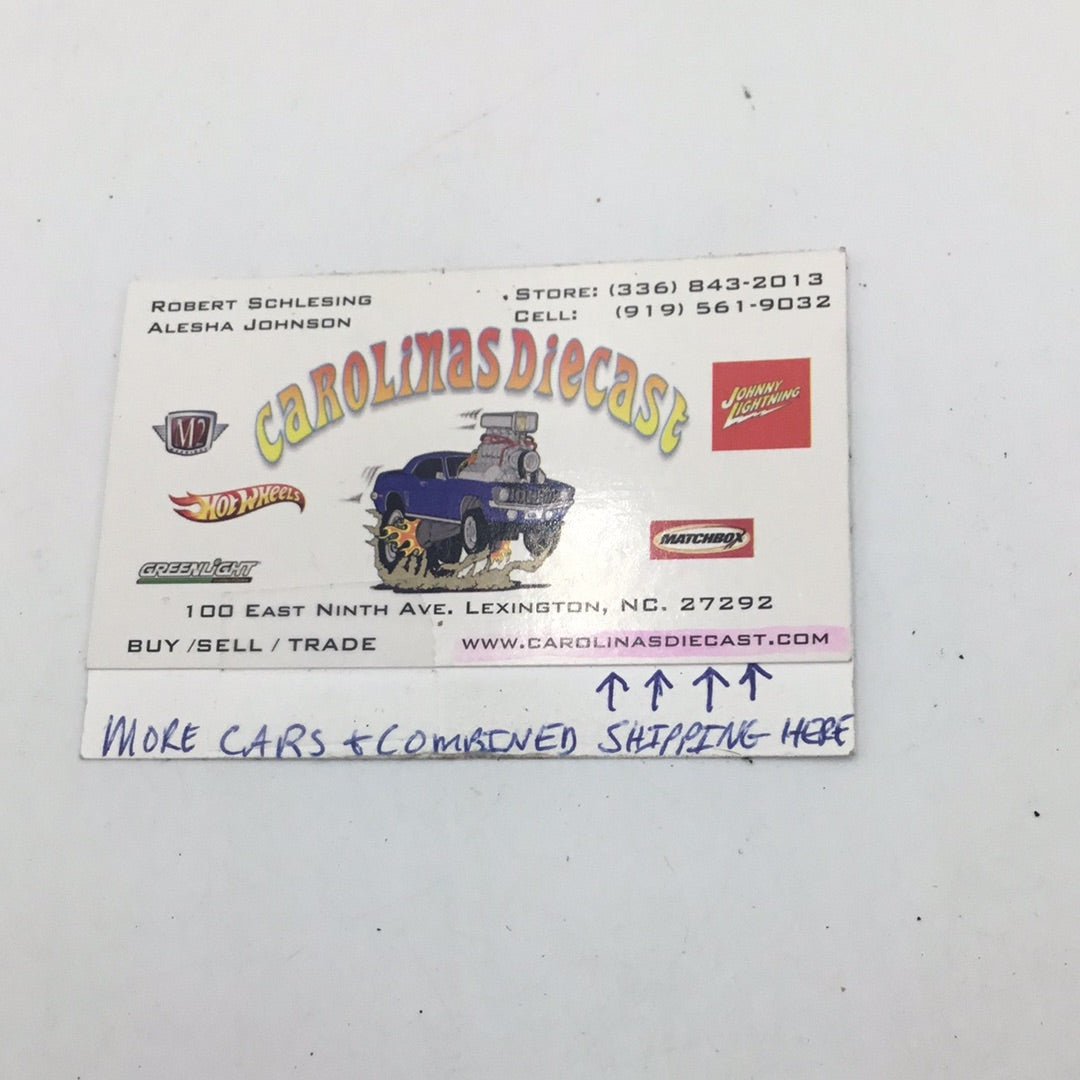 ROBERT SCHLESING
ALESHA JOHNSON
STORE: (336) 843-2013
CELL: (919) 561-9032
CAROLINAS DIECAST
M2
JOHNNY LIGHTNING
HOT WHEELS
MATCHBOX
GREENLIGHT
100 EAST NINTH AVE. LEXINGTON, NC. 27292
BUY /SELL / TRADE
WWW.CAROLINASDIECAST.COM
MORE CARS + COMBINED SHIPPING HERE